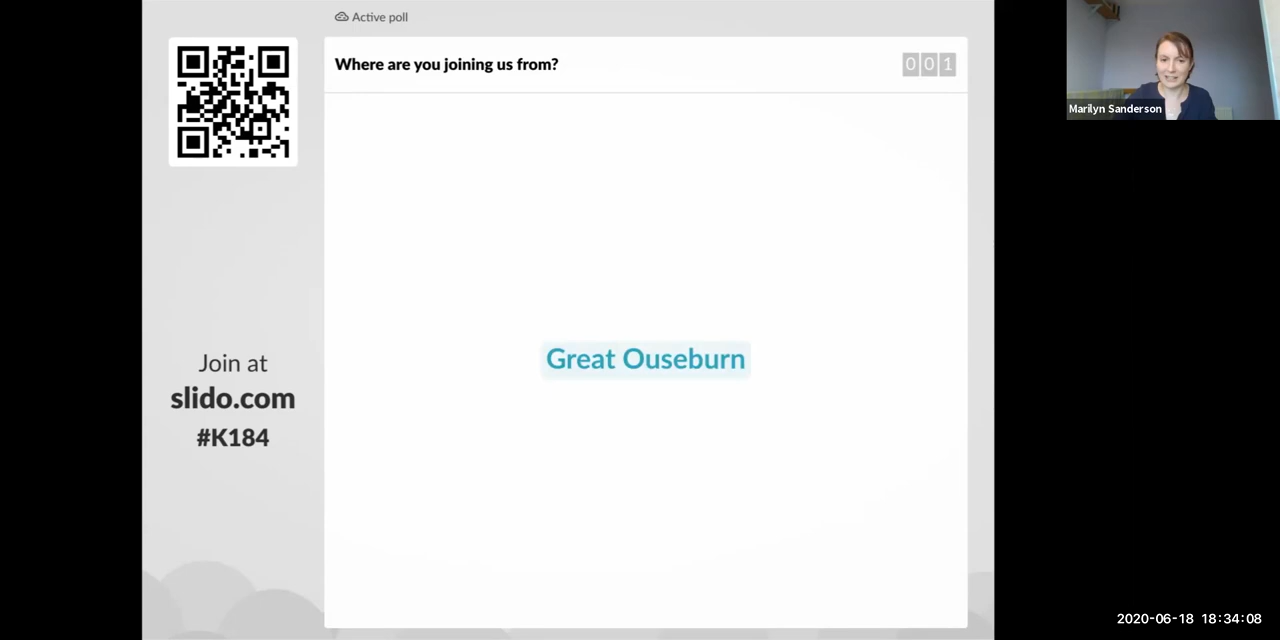 Active poll
Where are you joining us from?
001
Great Ouseburn
Join at
slido.com
#K184
Marilyn Sanderson
2020-06-18 18:34:08